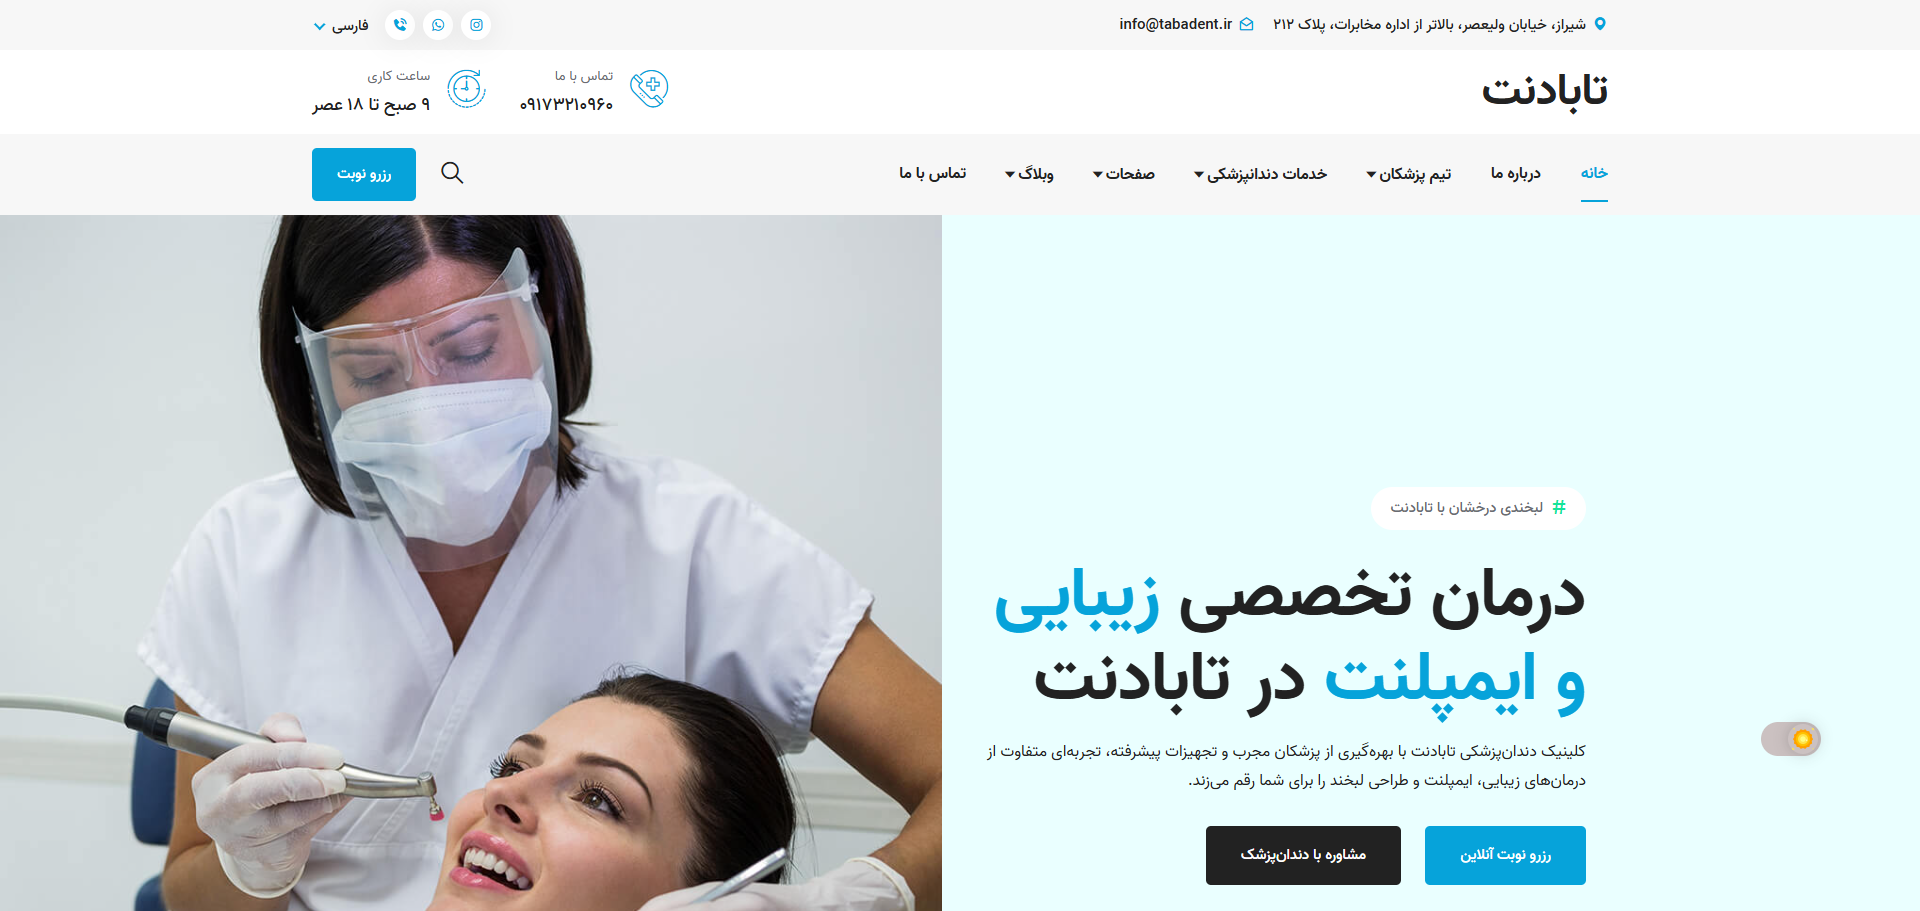 شیراز، خیابان ولیعصر، بالاتر از اداره مخابرات، پلاک ۲۱۲
info@tabadent.ir
فارسی
تابادنت
تماس با ما
۰۹۱۷۳۲۱۰۹۶۰
ساعت کاری
۹ صبح تا ۱۸ عصر
خانه
درباره ما
تیم پزشکان
خدمات دندانپزشکی
صفحات
وبلاگ
تماس با ما
رزرو نوبت
# لبخندی درخشان با تابادنت
درمان تخصصی زیبایی
و ایمپلنت در تابادنت
کلینیک دندان‌پزشکی تابادنت با بهره‌گیری از پزشکان مجرب و تجهیزات پیشرفته، تجربه‌ای متفاوت از
درمان‌های زیبایی، ایمپلنت و طراحی لبخند را برای شما رقم می‌زند.
رزرو نوبت آنلاین
مشاوره با دندان‌پزشک